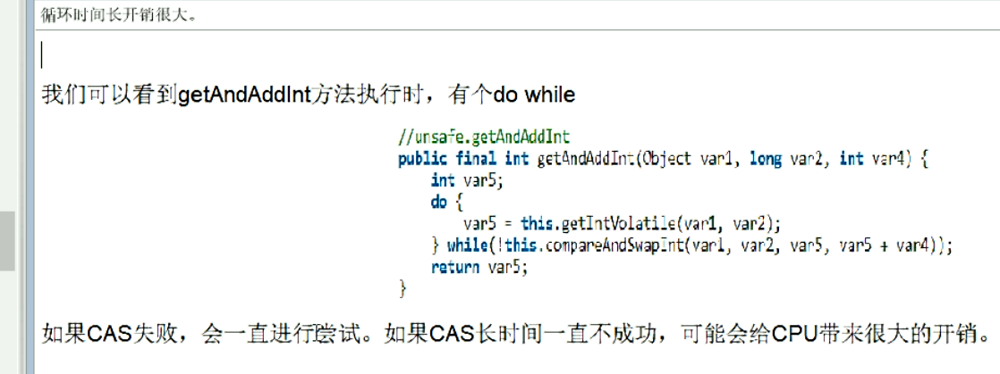 循环时间长开销很大。
我们可以看到getAndAddInt方法执行时，有个do while
//unsafe.getAndAddInt
public final int getAndAddInt(Object var1, long var2, int var4) {
int var5;
do {
var5 = this.getIntVolatile(var1, var2);
} while(!this.compareAndSwapInt(var1, var2, var5, var5 + var4));
return var5;
}
如果CAS失败，会一直进行尝试。如果CAS长时间一直不成功，可能会给CPU带来很大的开销。